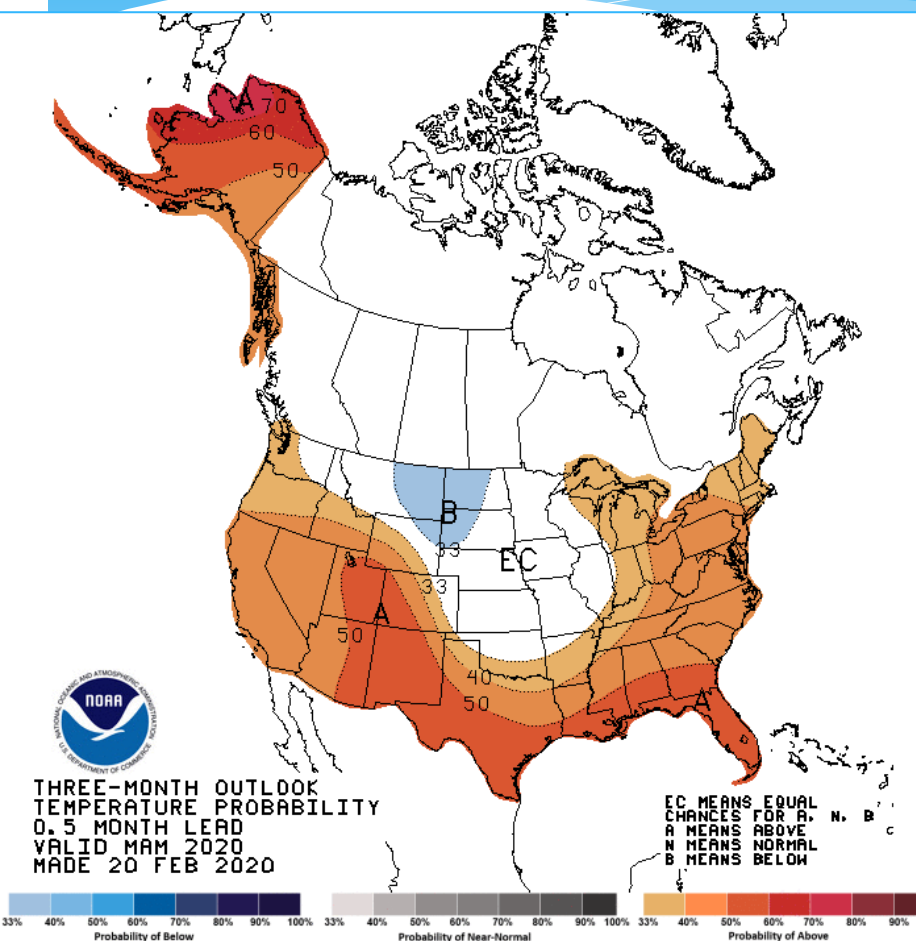 A 70
60
50
B
33
EC
33
A
50
40
50
A
NATIONAL OCEANIC AND ATMOSPHERIC ADMINISTRATION
NOAA
U.S. DEPARTMENT OF COMMERCE
THREE-MONTH OUTLOOK
TEMPERATURE PROBABILITY
0.5 MONTH LEAD
VALID MAM 2020
MADE 20 FEB 2020
EC MEANS EQUAL
CHANCES FOR A, N, B
A MEANS ABOVE
N MEANS NORMAL
B MEANS BELOW
C
33% 40% 50% 60% 70% 80% 90% 100%
Probability of Below
33% 40% 50% 60% 70% 80% 90% 100%
Probability of Near-Normal
33% 40% 50% 60% 70% 80% 90%
Probability of Above